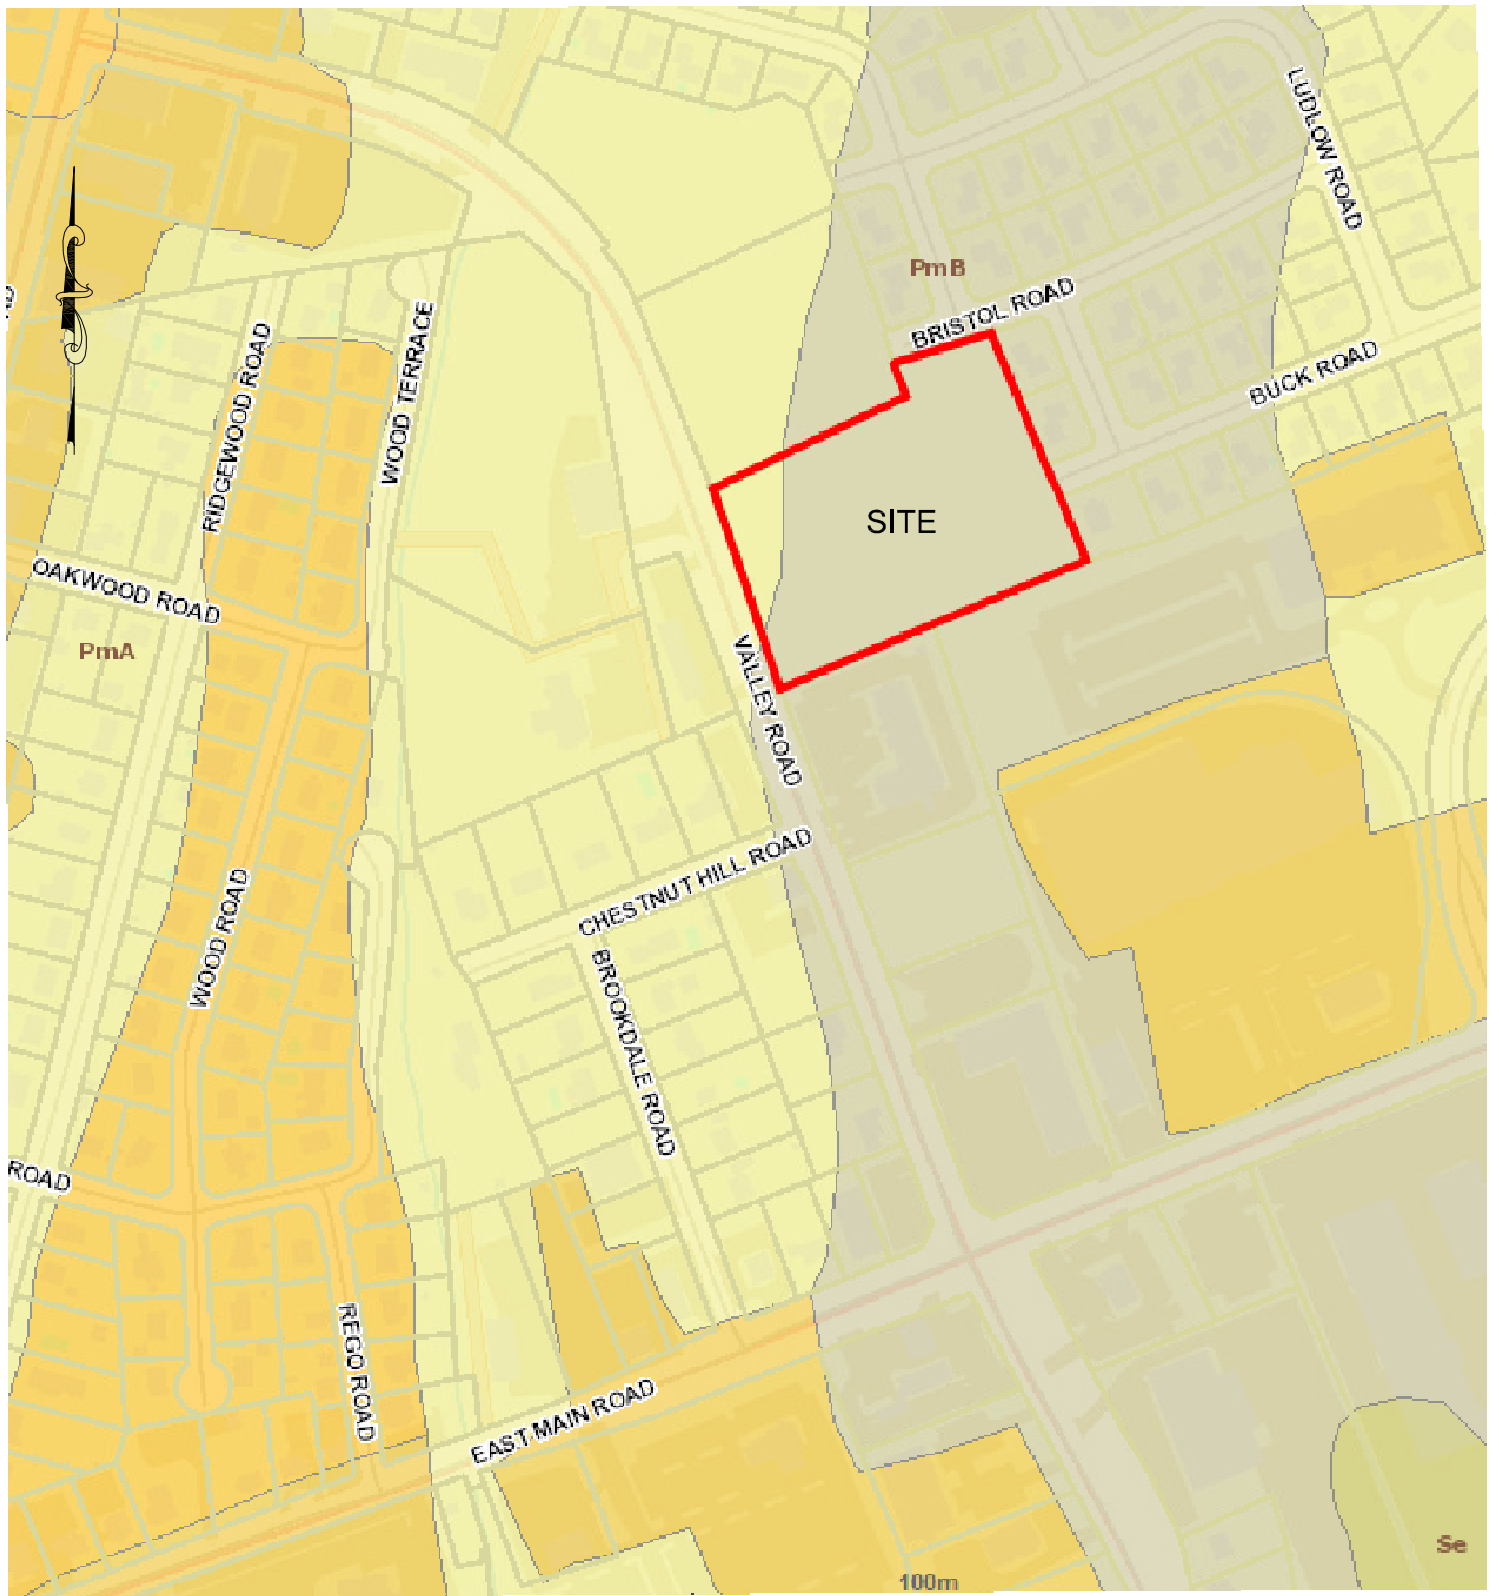 LUDLOW ROAD
PmB
BRISTOL ROAD
BUCK ROAD
RIDGEWOOD ROAD
WOOD TERRACE
SITE
OAKWOOD ROAD
PmA
VALLEY ROAD
CHESTNUT HILL ROAD
WOOD ROAD
BROOKDALE ROAD
ROAD
REGO ROAD
EAST MAIN ROAD
Se
100m